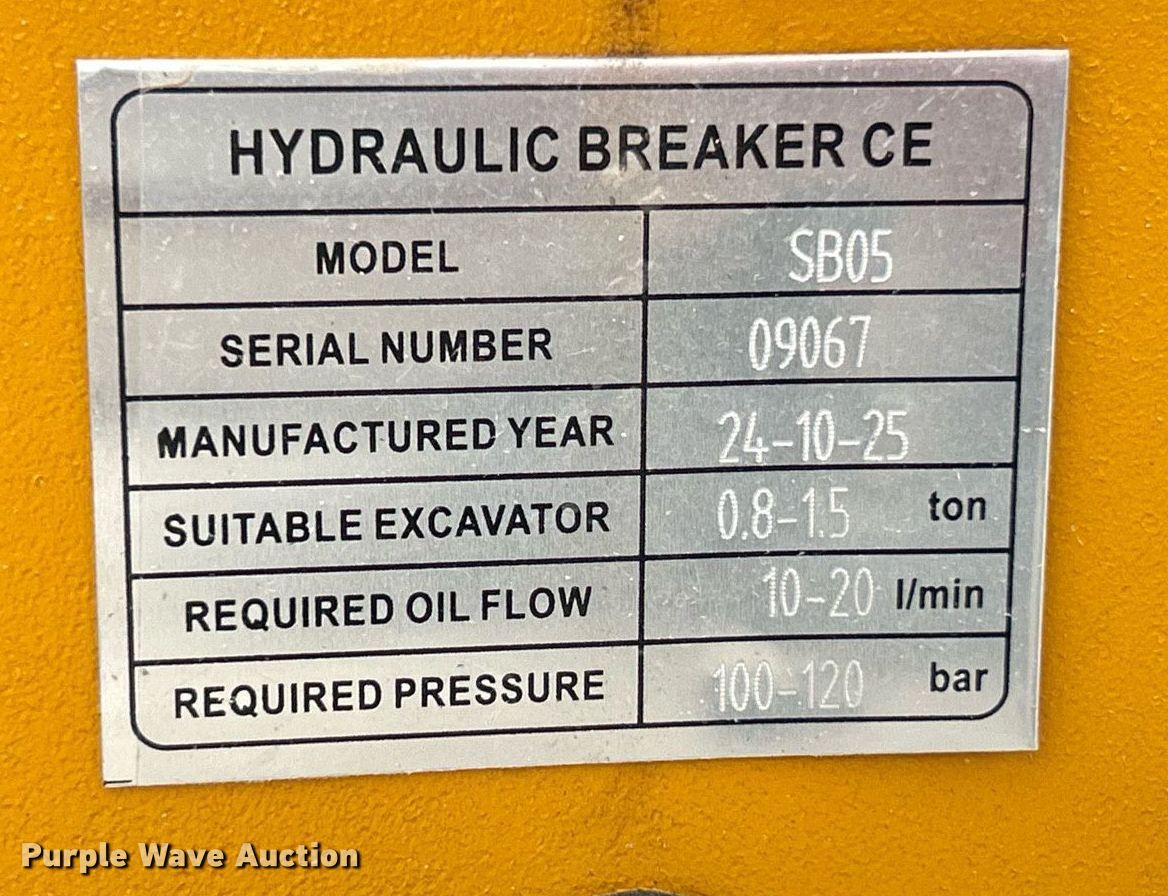 HYDRAULIC BREAKER CE
MODEL SB05
SERIAL NUMBER 09067
MANUFACTURED YEAR 24-10-25
SUITABLE EXCAVATOR 0.8-1.5 ton
REQUIRED OIL FLOW 10-20 l/min
REQUIRED PRESSURE 100-120 bar
Purple Wave Auction